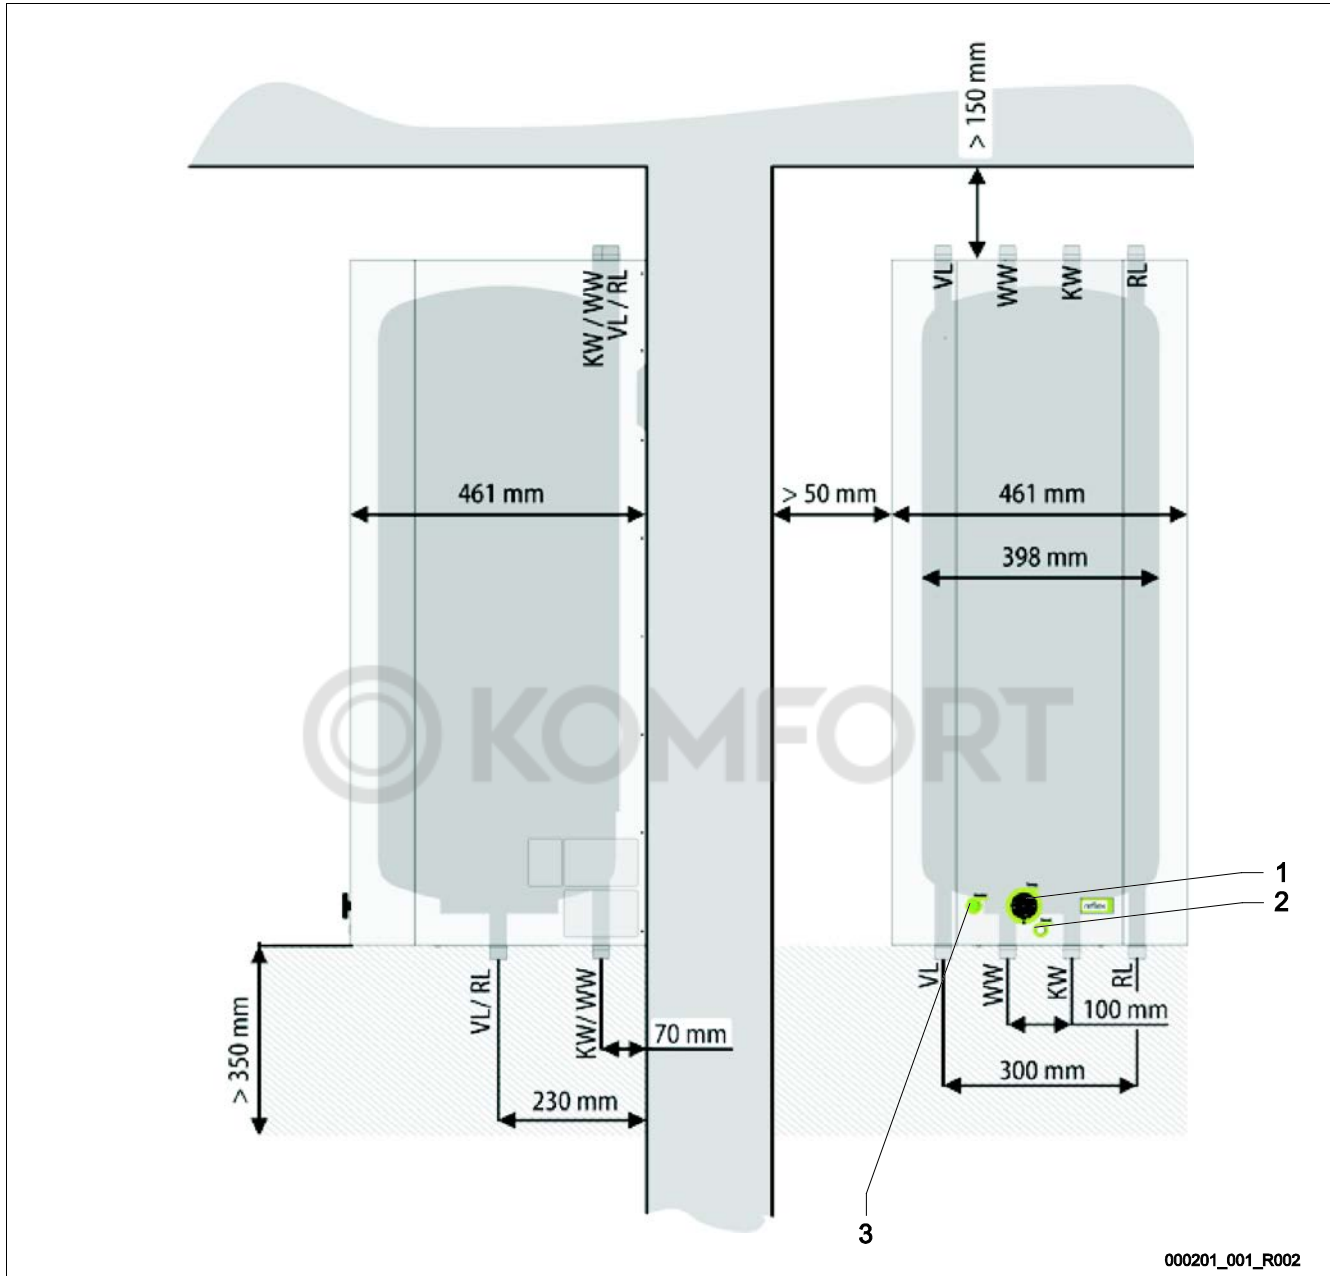 > 150 mm
KW / WW
VL / RL
VL
WW
KW
RL
461 mm
> 50 mm
461 mm
398 mm
KOMFORT
1
2
reflex
VL/ RL
KW/ WW
VL
WW
KW
RL
> 350 mm
70 mm
100 mm
230 mm
300 mm
3
000201_001_R002